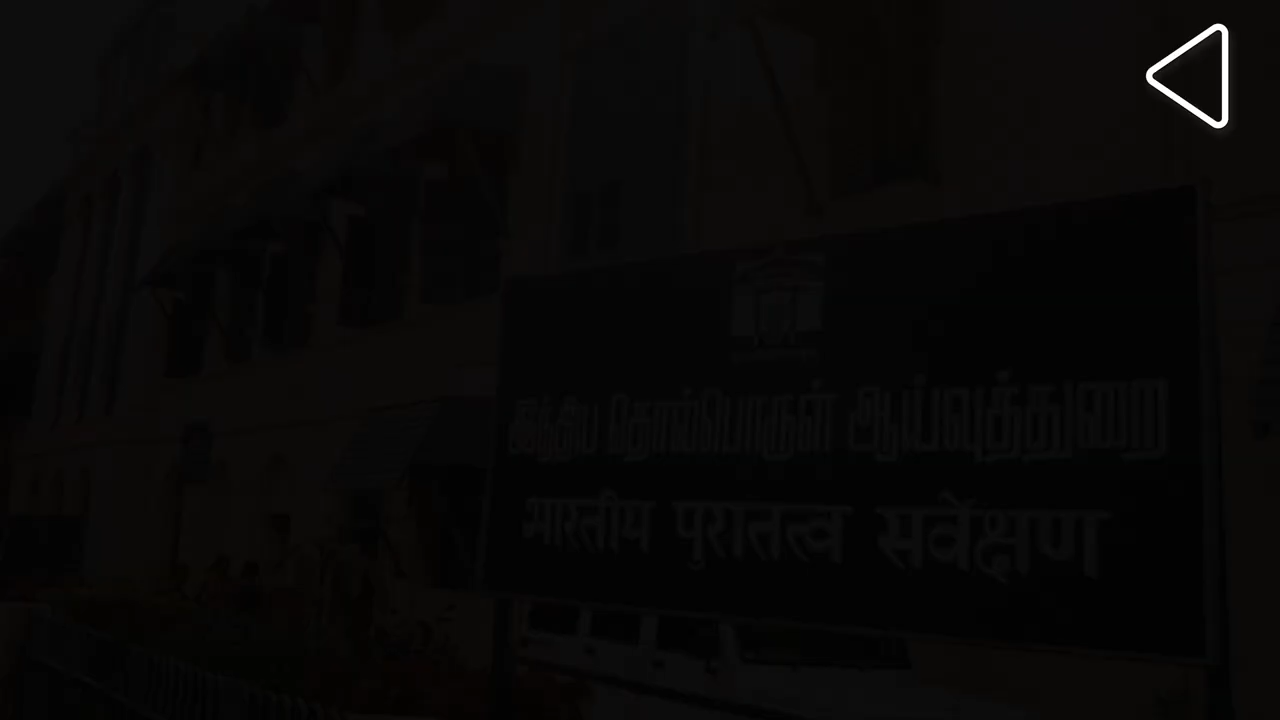 இந்திய தொல்பொருள் ஆய்வுத்துறை
भारतीय पुरातत्व सर्वेक्षण